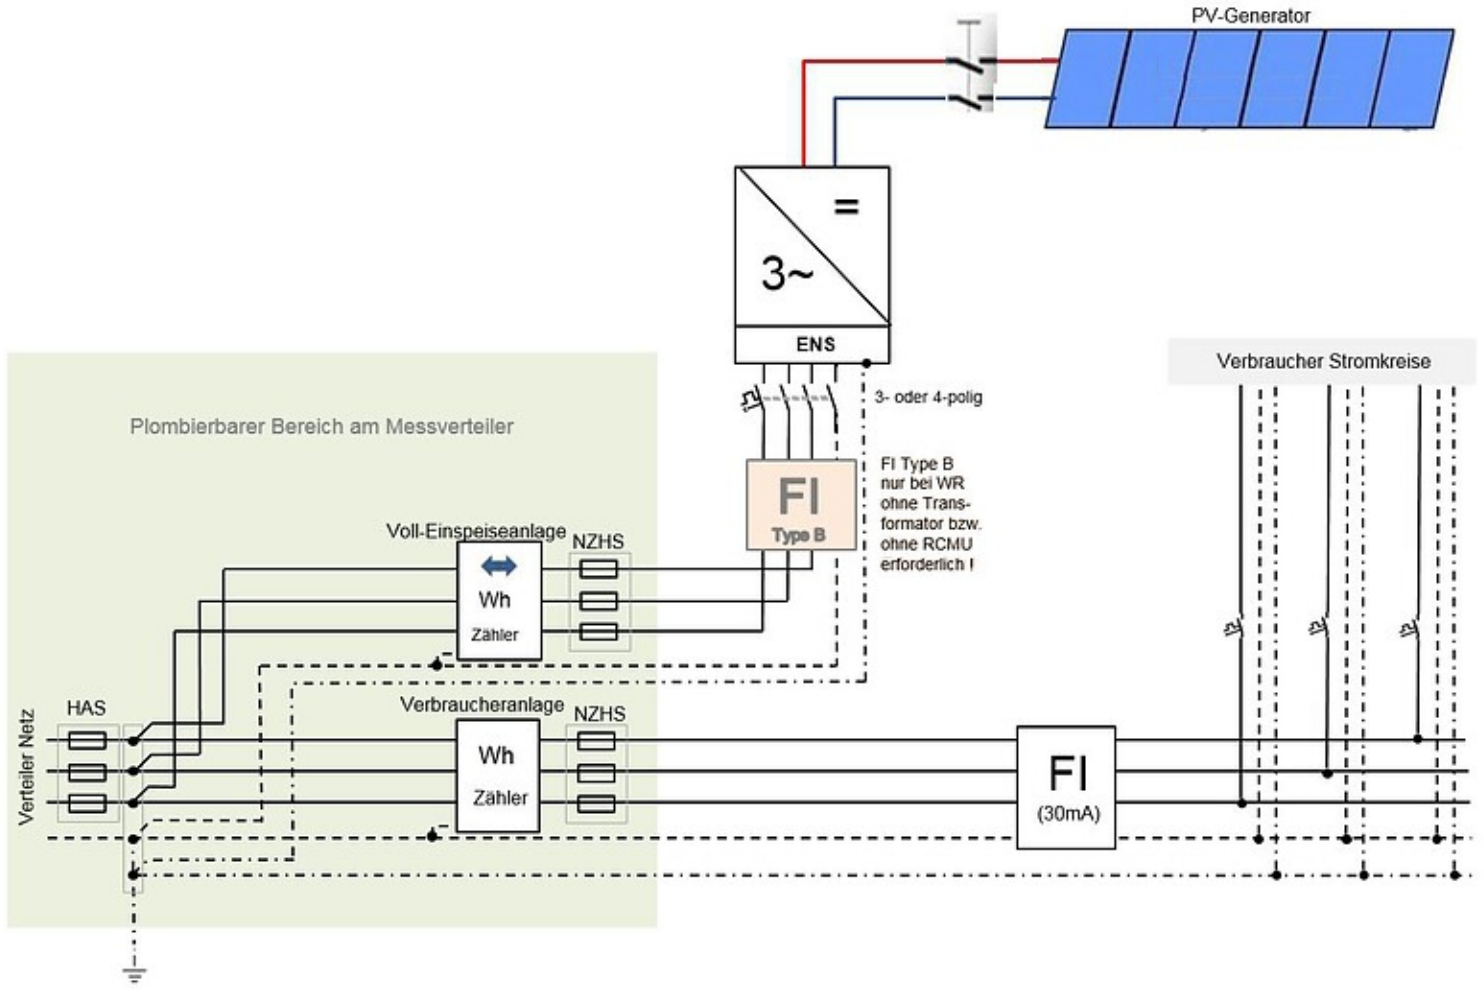 PV-Generator
=
3~
ENS
Verbraucher Stromkreise
3- oder 4-polig
Plombierbarer Bereich am Messverteiler
FI
Type B
FI Type B
nur bei WR
ohne Trans-
formator bzw.
ohne RCMU
erforderlich !
Voll-Einspeiseanlage
NZHS
Wh
Zähler
HAS
Verbraucheranlage
NZHS
Verteiler Netz
Wh
Zähler
FI
(30mA)